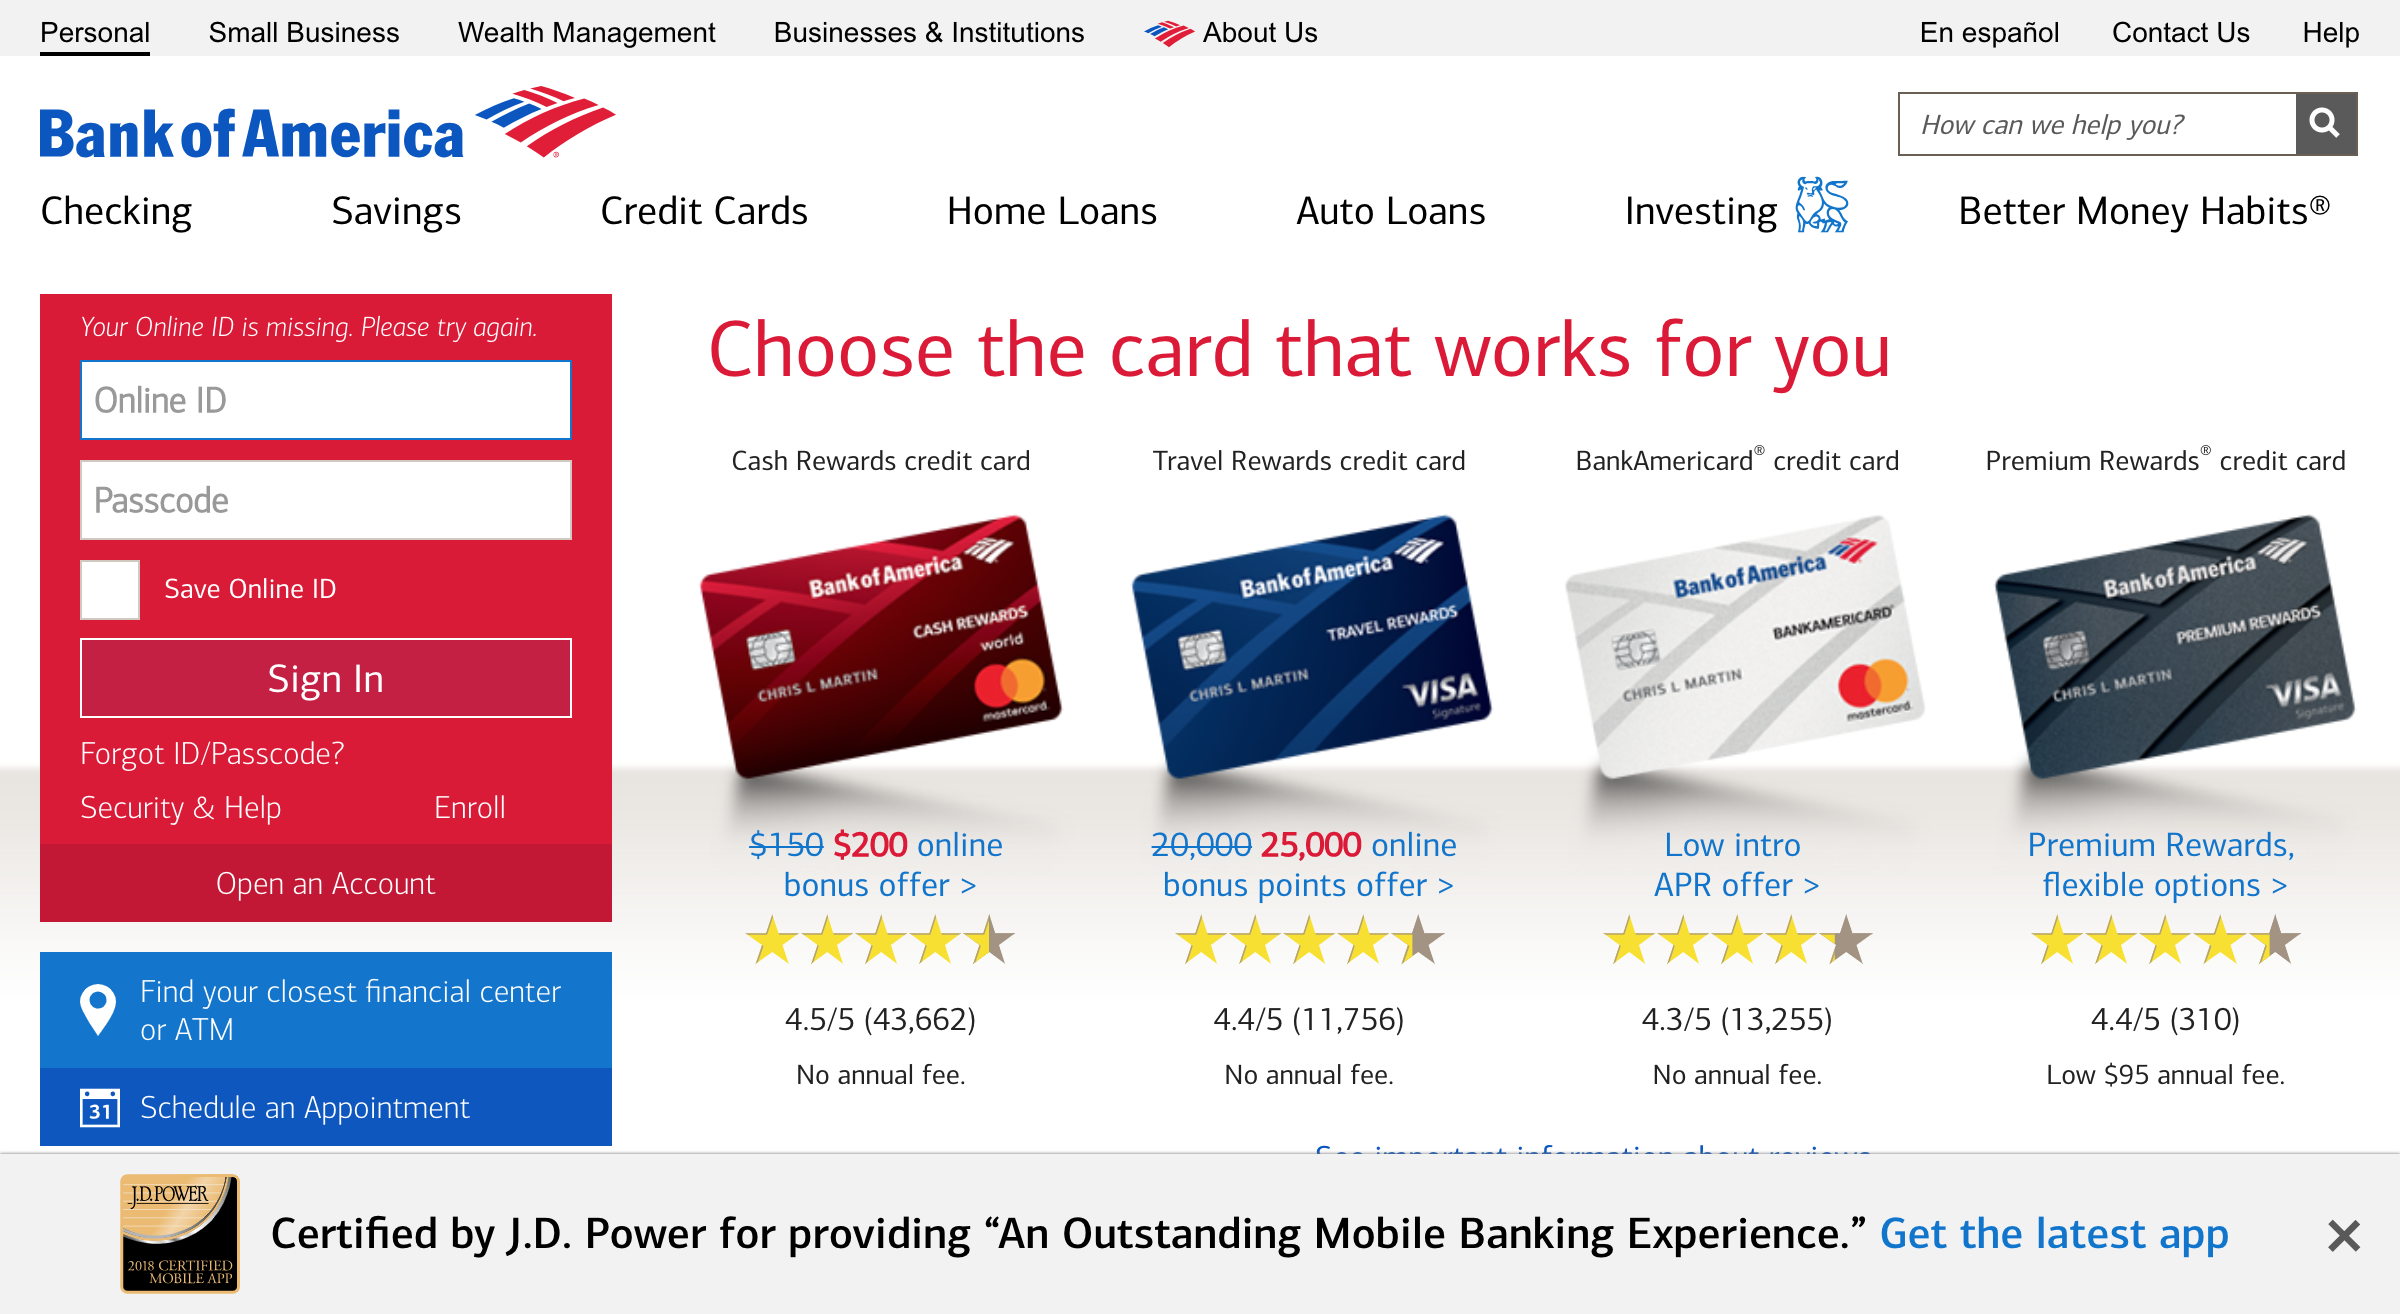 Personal Small Business Wealth Management Businesses & Institutions About Us En español Contact Us Help
Bank of America
How can we help you?
Checking Savings Credit Cards Home Loans Auto Loans Investing Better Money Habits®
Your Online ID is missing. Please try again.
Online ID
Passcode
Save Online ID
Sign In
Forgot ID/Passcode?
Security & Help Enroll
Open an Account
Find your closest financial center
or ATM
31 Schedule an Appointment
Choose the card that works for you
Cash Rewards credit card
Bank of America
CASH REWARDS
world
CHRIS L MARTIN
mastercard.
$150 $200 online
bonus offer >
4.5/5 (43,662)
No annual fee.
Travel Rewards credit card
Bank of America
TRAVEL REWARDS
CHRIS L MARTIN
VISA
Signature
20,000 25,000 online
bonus points offer >
4.4/5 (11,756)
No annual fee.
BankAmericard® credit card
Bank of America
BANKAMERICARD®
CHRIS L MARTIN
mastercard.
Low intro
APR offer >
4.3/5 (13,255)
No annual fee.
Premium Rewards® credit card
Bank of America
PREMIUM REWARDS
CHRIS L MARTIN
VISA
Signature
Premium Rewards,
flexible options >
4.4/5 (310)
Low $95 annual fee.
See important information about reviews
J.D. POWER
2018 CERTIFIED
MOBILE APP
Certified by J.D. Power for providing “An Outstanding Mobile Banking Experience.” Get the latest app